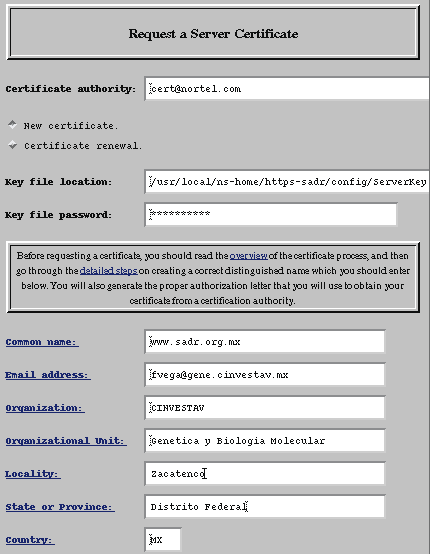 Request a Server Certificate
Certificate authority: cert@nortel.com
New certificate.
Certificate renewal.
Key file location: /usr/local/ns-home/https-sadr/config/ServerKey
Key file password: **********
Before requesting a certificate, you should read the overview of the certificate process, and then
go through the detailed steps on creating a correct distinguished name which you should enter
below. You will also generate the proper authorization letter that you will use to obtain your
certificate from a certification authority.
Common name: www.sadr.org.mx
Email address: fvega@gene.cinvestav.mx
Organization: CINVESTAV
Organizational Unit: Genetica y Biologia Molecular
Locality: Zacatenco
State or Province: Distrito Federal
Country: MX